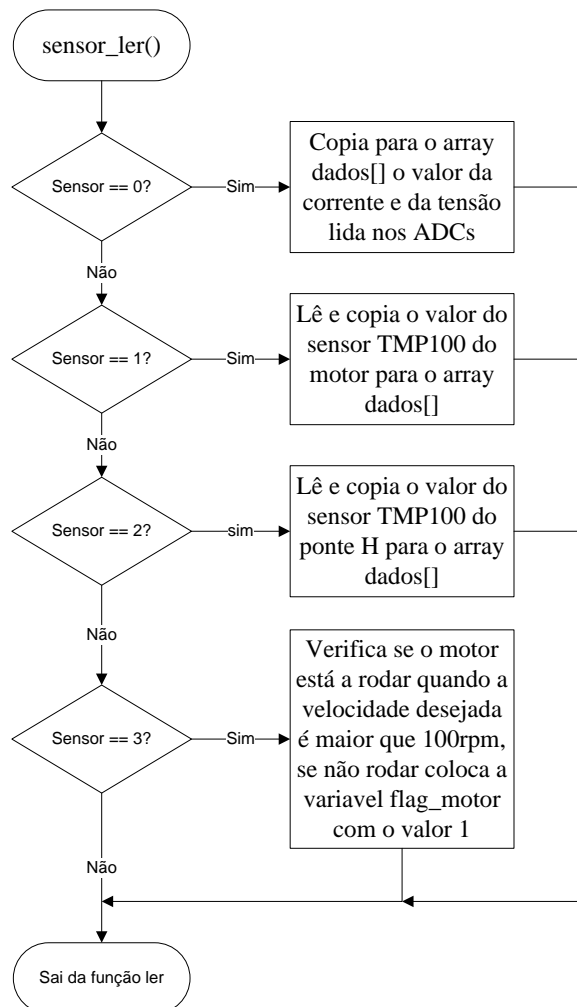 sensor_ler()
Sensor == 0?
Sim
Copia para o array
dados[] o valor da
corrente e da tensão
lida nos ADCs
Não
Sensor == 1?
Sim
Lê e copia o valor do
sensor TMP100 do
motor para o array
dados[]
Não
Sensor == 2?
sim
Lê e copia o valor do
sensor TMP100 do
ponte H para o array
dados[]
Não
Sensor == 3?
Sim
Verifica se o motor
está a rodar quando a
velocidade desejada
é maior que 100rpm,
se não rodar coloca a
variavel flag_motor
com o valor 1
Não
Sai da função ler